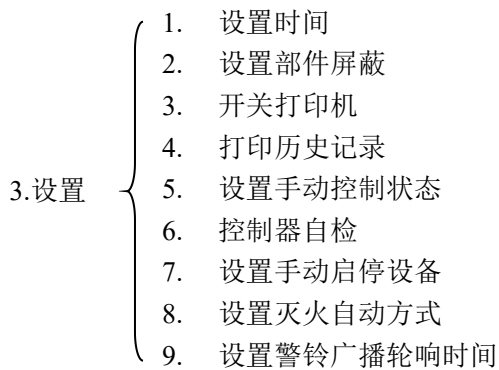 1. 设置时间
2. 设置部件屏蔽
3. 开关打印机
4. 打印历史记录
3.设置
5. 设置手动控制状态
6. 控制器自检
7. 设置手动启停设备
8. 设置灭火自动方式
9. 设置警铃广播轮响时间